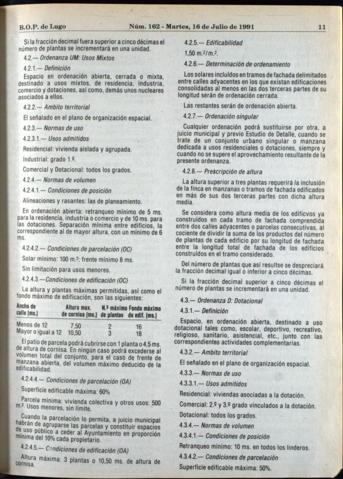 B.O.P. de Lugo
Núm. 162 - Martes, 16 de Julio de 1991
11
Si la fracción decimal fuera superior a cinco décimas el
número de plantas se incrementará en una unidad.
4.2.— Ordenanza UM: Usos Mixtos
4.2.1.— Definición
Espacio en ordenación abierta, cerrada o mixta,
destinado a usos mixtos, de residencia, industria,
comercio y dotaciones, así como, demás unos nucleares
asociados a ellos.
4.2.2.— Ambito territorial
El señalado en el plano de organización espacial.
4.2.3.— Normas de uso
4.2.3.1.— Usos admitidos
Residencial: vivienda aislada y agrupada.
Industrial: grado 1.º.
Comercial y Dotacional: todos los grados.
4.2.4.— Normas de volumen
4.2.4.1.— Condiciones de posición
Alineaciones y rasantes: las de planeamiento.
En ordenación abierta: retranqueo mínimo de 5 ms.
para la residencia, industria o comercio y de 10 ms. para
las dotaciones. Separación mínima entre edificios, la
correspondiente al de mayor altura, con un mínimo de 6
ms.
4.2.4.2.— Condiciones de parcelación (OC)
Solar mínimo: 100 m.²; frente mínimo 8 ms.
Sin limitación para usos menores.
4.2.4.3.— Condiciones de edificación (OC)
La altura y plantas máximas permitidas, así como el
fondo máximo de edificación, son las siguientes:
Ancho de Altura max. N.º máximo Fondo máximo
calle (ms.) de cornisa (ms.) de plantas de edif. (ms.)
Menos de 12 7,50 2 16
Mayor o igual a 12 10,50 3 18
El patio de parcela podrá cubrirse con 1 planta o 4,5 ms.
de altura de cornisa. En ningún caso podrá excederse al
volumen total del conjunto, para el caso de frente de
manzana abierta, del volumen máximo deducido de la
edificabilidad.
4.2.4.4.— Condiciones de parcelación (OA)
Superficie edificable máxima: 60%.
Parcela mínima: vivienda colectiva y otros usos: 500
m.². Usos menores, sin límite.
Cuando la parcelación lo permita, a juicio municipal
habrán de agruparse las parcelas y constituir espacios
de uso público a ceder al Ayuntamiento en proporción
mínima del 10% cada propietario.
4.2.4.5.— Condiciones de edificación (OA)
Altura máxima: 3 plantas o 10,50 ms. de altura de
cornisa.
4.2.5.— Edificabilidad
1,50 m.²/m.².
4.2.6.— Determinación de ordenamiento
Los solares incluidos en tramos de fachada delimitados
entre calles adyacentes en los que existan edificaciones
consolidadas al menos en las dos terceras partes de su
longitud serán de ordenación cerrada.
Las restantes serán de ordenación abierta.
4.2.7.— Ordenación singular
Cualquier ordenación podrá sustituirse por otra, a
juicio municipal y previo Estudio de Detalle, cuando se
trate de un conjunto urbano singular o manzana
dedicada a usos residenciales o dotaciones, siempre y
cuando no se supere el aprovechamiento resultante de la
presente ordenanza.
4.2.8.— Prescripción de altura
La altura superior a tres plantas requerirá la inclusión
de la finca en manzanas o tramos de fachada edificados
en más de sus dos terceras partes con dicha altura
media.
Se considera como altura media de los edificios ya
construidos en cada tramo de fachada comprendida
entre dos calles adyacentes o parcelas consecutivas, al
cociente de dividir la suma de los productos del número
de plantas de cada edificio por su longitud de fachada
entre la longitud total de fachada de los edificios
construidos en el tramo considerado.
Del número de plantas que así resultse se despreciará
la fracción decimal igual o inferior a cinco décimas.
Si la fracción decimal superior a cinco décimas el
número de plantas se incrementará en una unidad.
4.3.— Ordenanza D: Dotacional
4.3.1.— Definición
Espacio, en ordenación abierta, destinado a uso
dotacional tales como, escolar, deportivo, recreativo,
religioso, sanitario, asistencial, etc., junto con las
correspondientes actividades complementarias.
4.3.2.— Ambito territorial
El señalado en el plano de organización espacial.
4.3.3.— Normas de uso
4.3.3.1.— Usos admitidos
Residencial: viviendas asociadas a la dotación.
Comercial: 2.º y 3.º grado vinculados a la dotación.
Dotacional: todos los grados.
4.3.4.— Normas de volumen
4.3.4.1.— Condiciones de posición
Retranqueo mínimo: 10 ms. en todos los linderos.
4.3.4.2.— Condiciones de parcelación
Superficie edificable máxima: 50%.